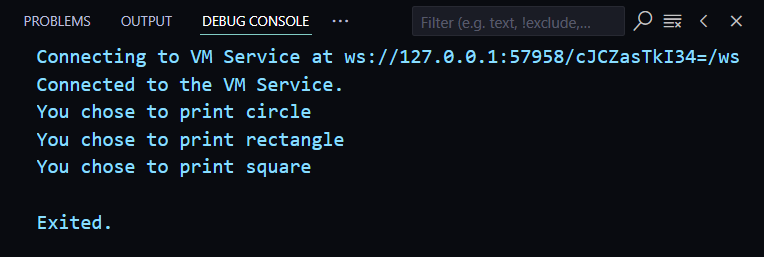 PROBLEMS OUTPUT DEBUG CONSOLE ··· Filter (e.g. text, !exclude,...
Connecting to VM Service at ws://127.0.0.1:57958/cJCZasTkI34=/ws
Connected to the VM Service.
You chose to print circle
You chose to print rectangle
You chose to print square
Exited.